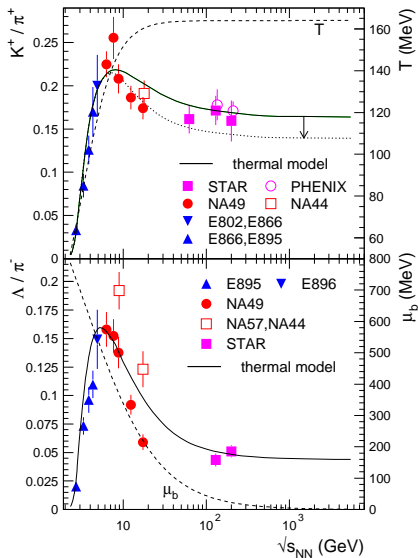 K+/π+
T (MeV)
T
0.25
0.2
0.15
0.1
0.05
0
160
140
120
100
80
60
thermal model
STAR
PHENIX
NA49
NA44
E802,E866
E866,E895
Λ/π-
μb (MeV)
0.2
0.175
0.15
0.125
0.1
0.075
0.05
0.025
0
800
700
600
500
400
300
200
100
0
E895
E896
NA49
NA57,NA44
STAR
thermal model
μb
10
10²
10³
√sNN (GeV)